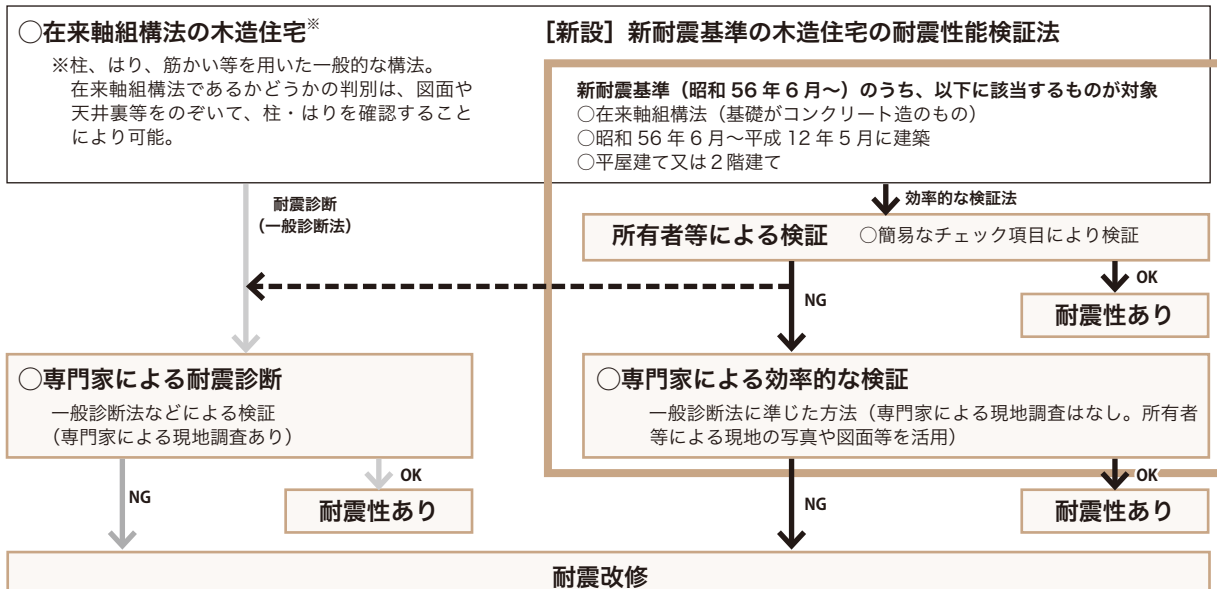 ○在来軸組構法の木造住宅※
※柱、はり、筋かい等を用いた一般的な構法。
在来軸組構法であるかどうかの判別は、図面や
天井裏等をのぞいて、柱・はりを確認すること
により可能。
［新設］新耐震基準の木造住宅の耐震性能検証法
新耐震基準（昭和 56 年 6 月～）のうち、以下に該当するものが対象
○在来軸組構法（基礎がコンクリート造のもの）
○昭和 56 年 6 月～平成 12 年 5 月に建築
○平屋建て又は２階建て
耐震診断
（一般診断法）
効率的な検証法
所有者等による検証 ○簡易なチェック項目により検証
OK
NG
耐震性あり
○専門家による耐震診断
一般診断法などによる検証
（専門家による現地調査あり）
○専門家による効率的な検証
一般診断法に準じた方法（専門家による現地調査はなし。所有者
等による現地の写真や図面等を活用）
OK
NG
耐震性あり
OK
NG
耐震性あり
耐震改修